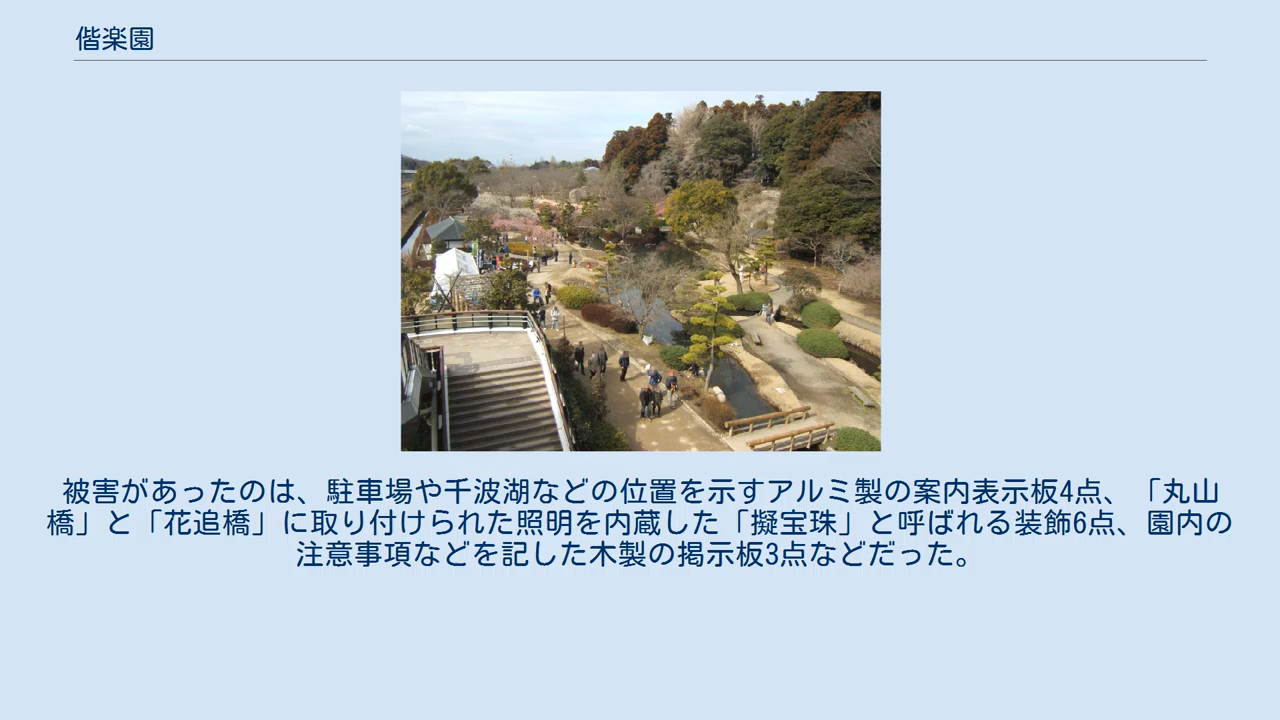 偕楽園
被害があったのは、駐車場や千波湖などの位置を示すアルミ製の案内表示板4点、「丸山
橋」と「花追橋」に取り付けられた照明を内蔵した「擬宝珠」と呼ばれる装飾6点、園内の
注意事項などを記した木製の掲示板3点などだった。